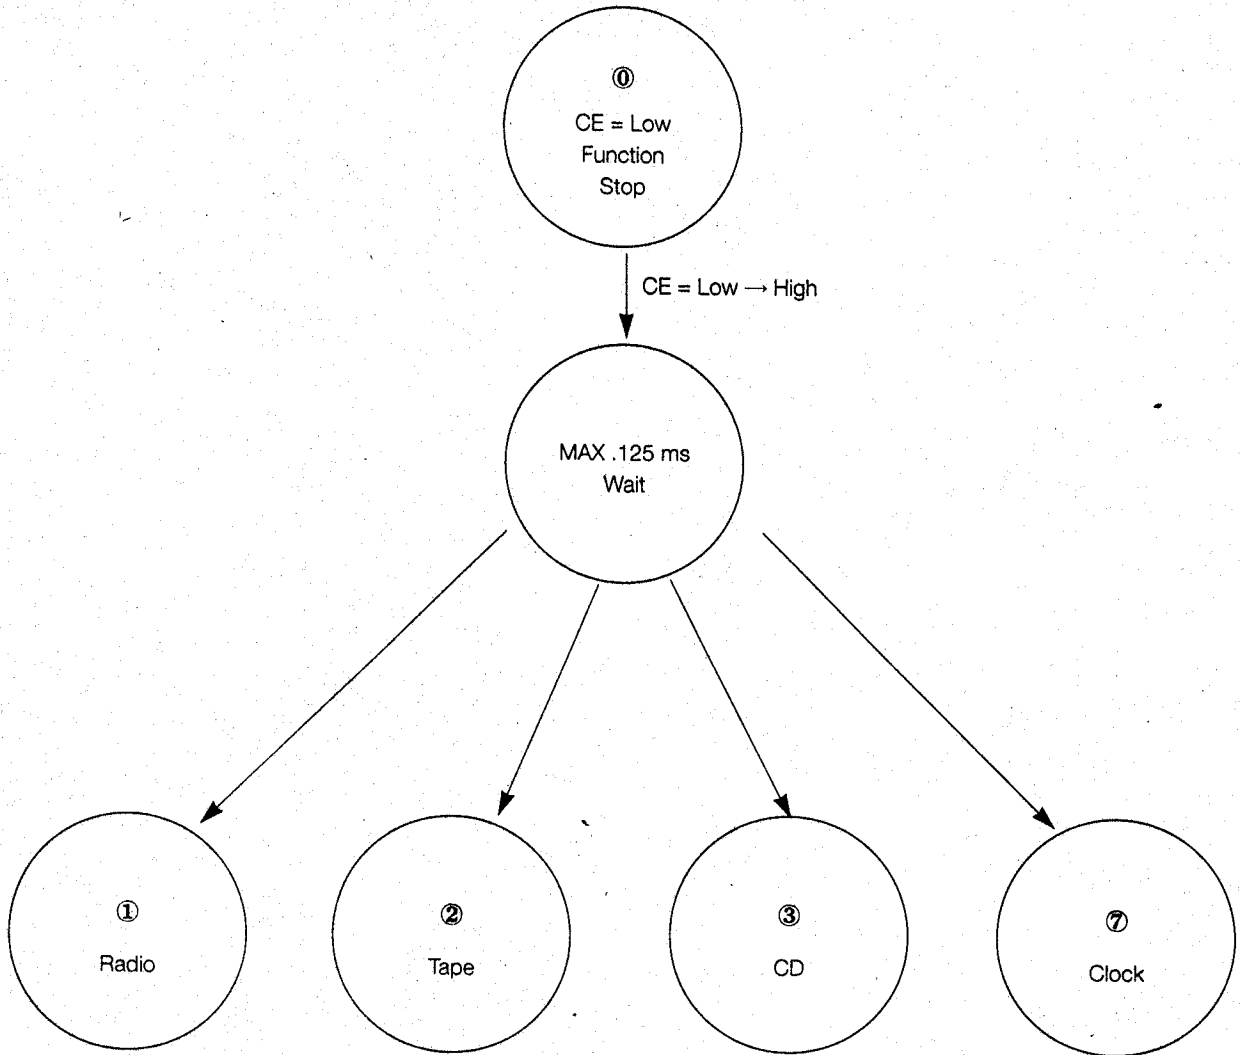 ⓪
CE = Low
Function
Stop
CE = Low → High
MAX .125 ms
Wait
①
Radio
②
Tape
③
CD
⑦
Clock